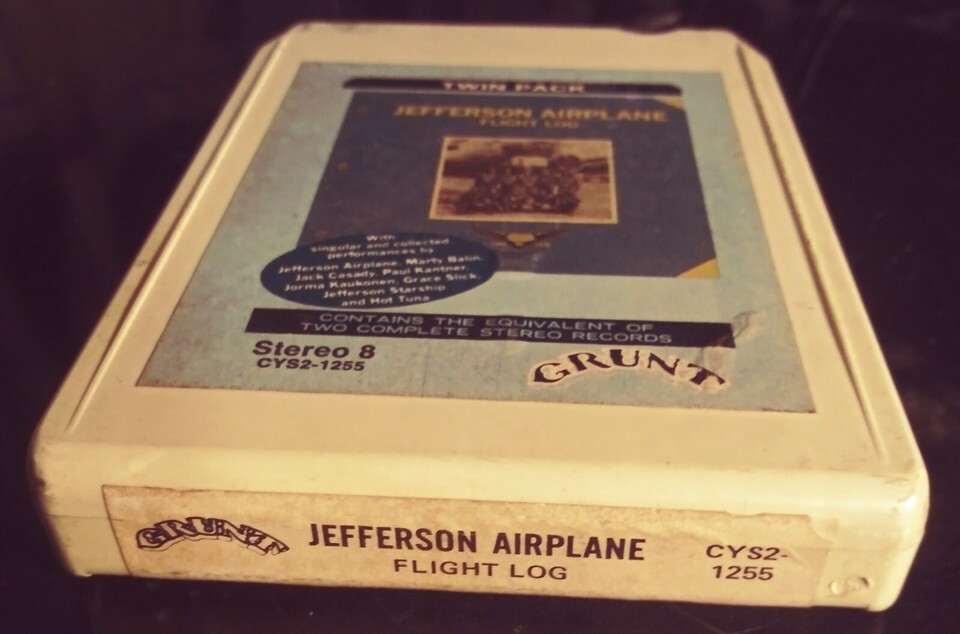 TWIN PACK
JEFFERSON AIRPLANE
FLIGHT LOG
With
singular and collected
performances by
Jefferson Airplane, Marty Balin,
Jack Casady, Paul Kantner,
Jorma Kaukonen, Grace Slick,
Jefferson Starship
and Hot Tuna
CONTAINS THE EQUIVALENT OF
TWO COMPLETE STEREO RECORDS
Stereo 8
CYS2-1255
GRUNT
GRUNT
JEFFERSON AIRPLANE
FLIGHT LOG
CYS2-
1255